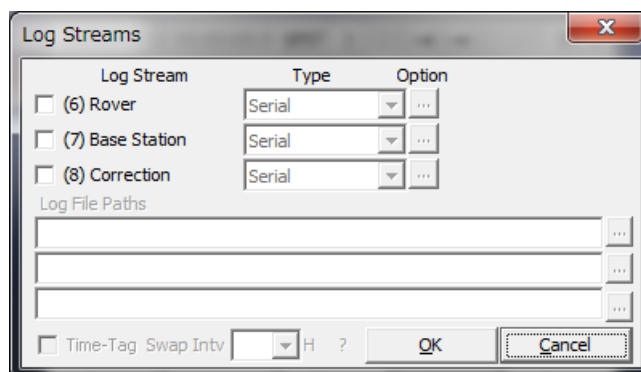 Log Streams
Log Stream Type Option
(6) Rover Serial ...
(7) Base Station Serial ...
(8) Correction Serial ...
Log File Paths
...
...
...
Time-Tag Swap Intv H ? OK Cancel